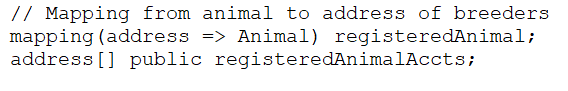 // Mapping from animal to address of breeders
mapping(address => Animal) registeredAnimal;
address[] public registeredAnimalAccts;